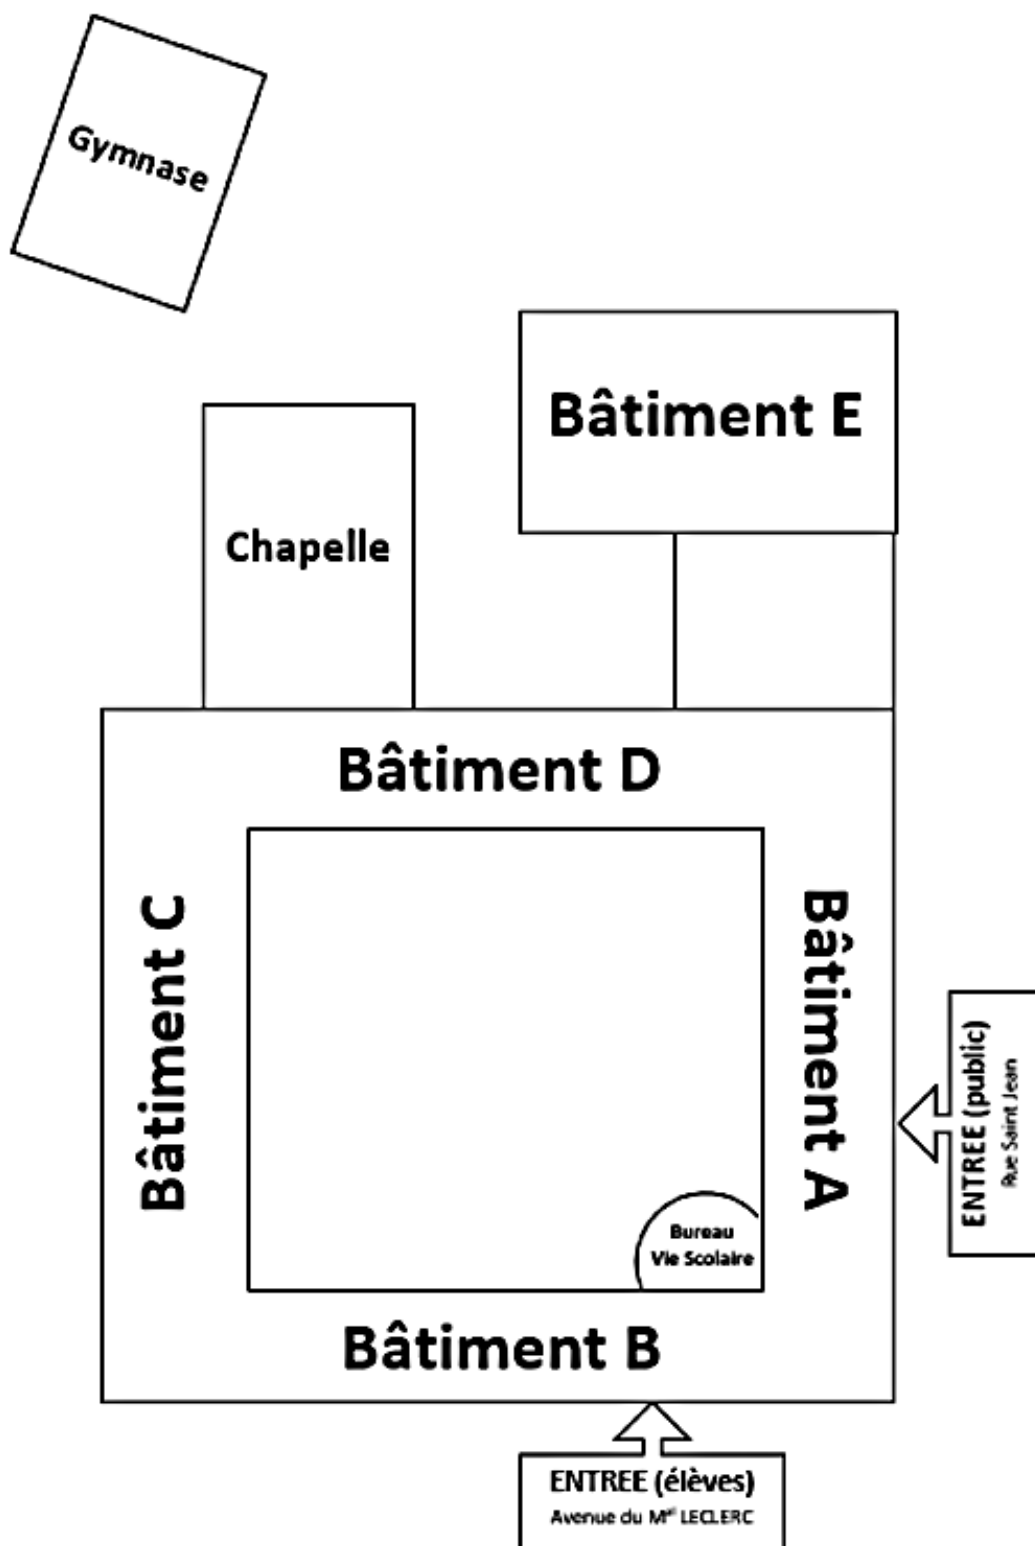 Gymnase
Bâtiment E
Chapelle
Bâtiment D
Bâtiment C
Bâtiment A
ENTREE (public)
Rue Saint Jean
Bureau
Vie Scolaire
Bâtiment B
ENTREE (élèves)
Avenue du Mal LECLERC